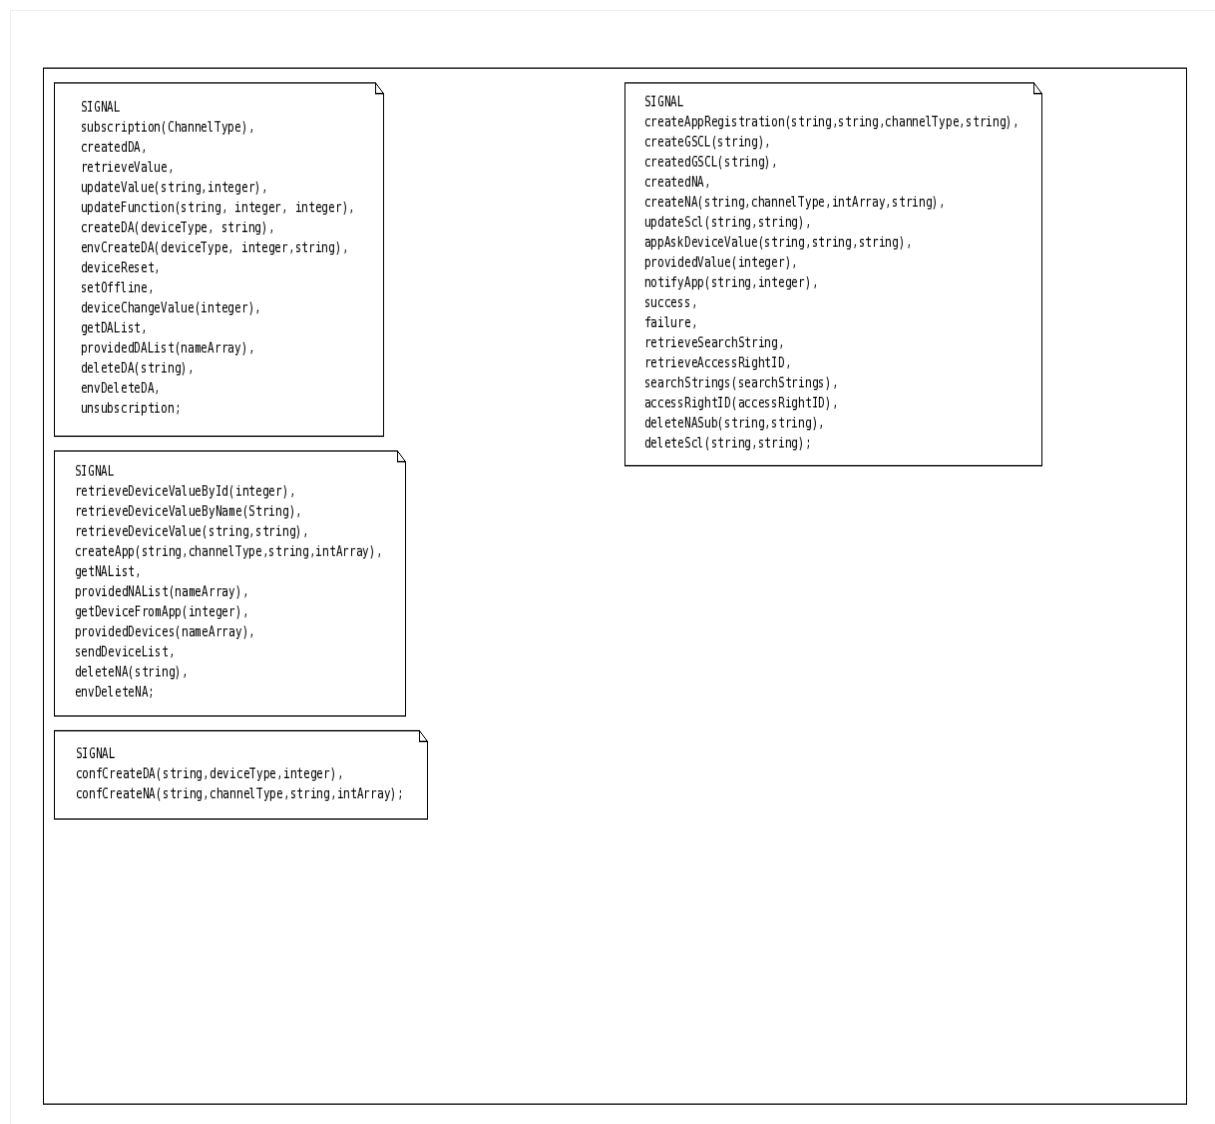 SIGNAL
subscription(ChannelType),
createdDA,
retrieveValue,
updateValue(string,integer),
updateFunction(string, integer, integer),
createDA(deviceType, string),
envCreateDA(deviceType, integer,string),
deviceReset,
setOffline,
deviceChangeValue(integer),
getDAList,
providedDAList(nameArray),
deleteDA(string),
envDeleteDA,
unsubscription;
SIGNAL
retrieveDeviceValueById(integer),
retrieveDeviceValueByName(String),
retrieveDeviceValue(string,string),
createApp(string,channelType,string,intArray),
getNAList,
providedNAList(nameArray),
getDeviceFromApp(integer),
providedDevices(nameArray),
sendDeviceList,
deleteNA(string),
envDeleteNA;
SIGNAL
confCreateDA(string,deviceType,integer),
confCreateNA(string,channelType,string,intArray);
SIGNAL
createAppRegistration(string,string,channelType,string),
createGSCL(string),
createdGSCL(string),
createdNA,
createNA(string,channelType,intArray,string),
updateScl(string,string),
appAskDeviceValue(string,string,string),
providedValue(integer),
notifyApp(string,integer),
success,
failure,
retrieveSearchString,
retrieveAccessRightID,
searchStrings(searchStrings),
accessRightID(accessRightID),
deleteNASub(string,string),
deleteScl(string,string);